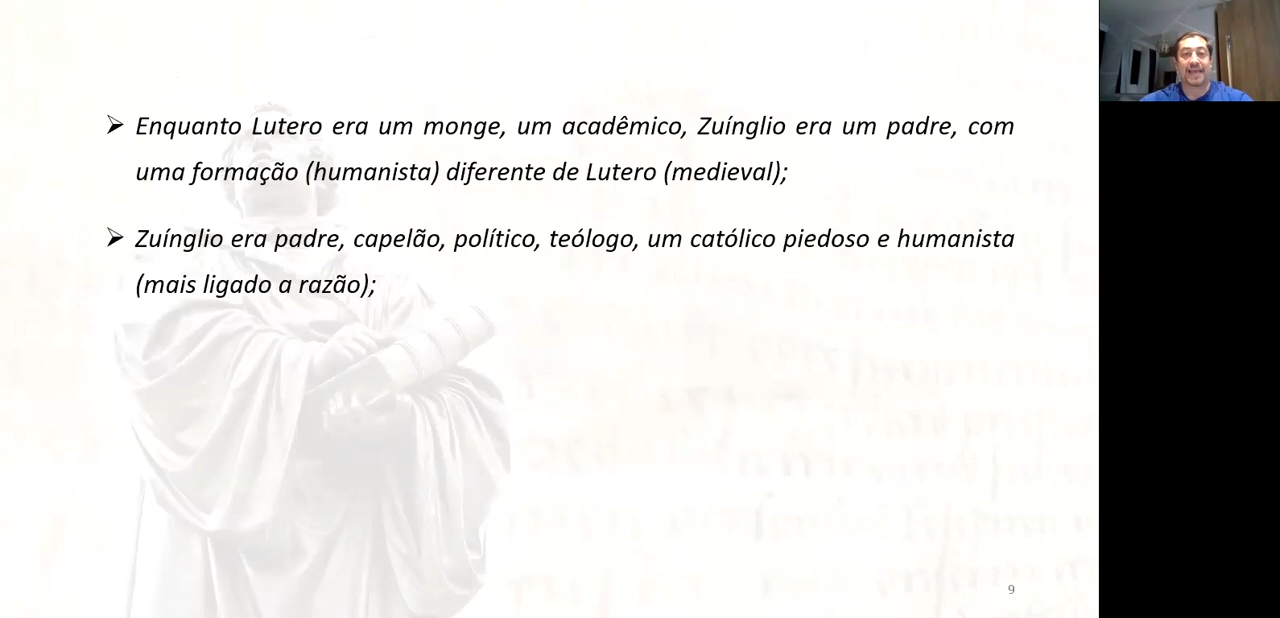 ➢ Enquanto Lutero era um monge, um acadêmico, Zuínglio era um padre, com
uma formação (humanista) diferente de Lutero (medieval);
➢ Zuínglio era padre, capelão, político, teólogo, um católico piedoso e humanista
(mais ligado a razão);
9